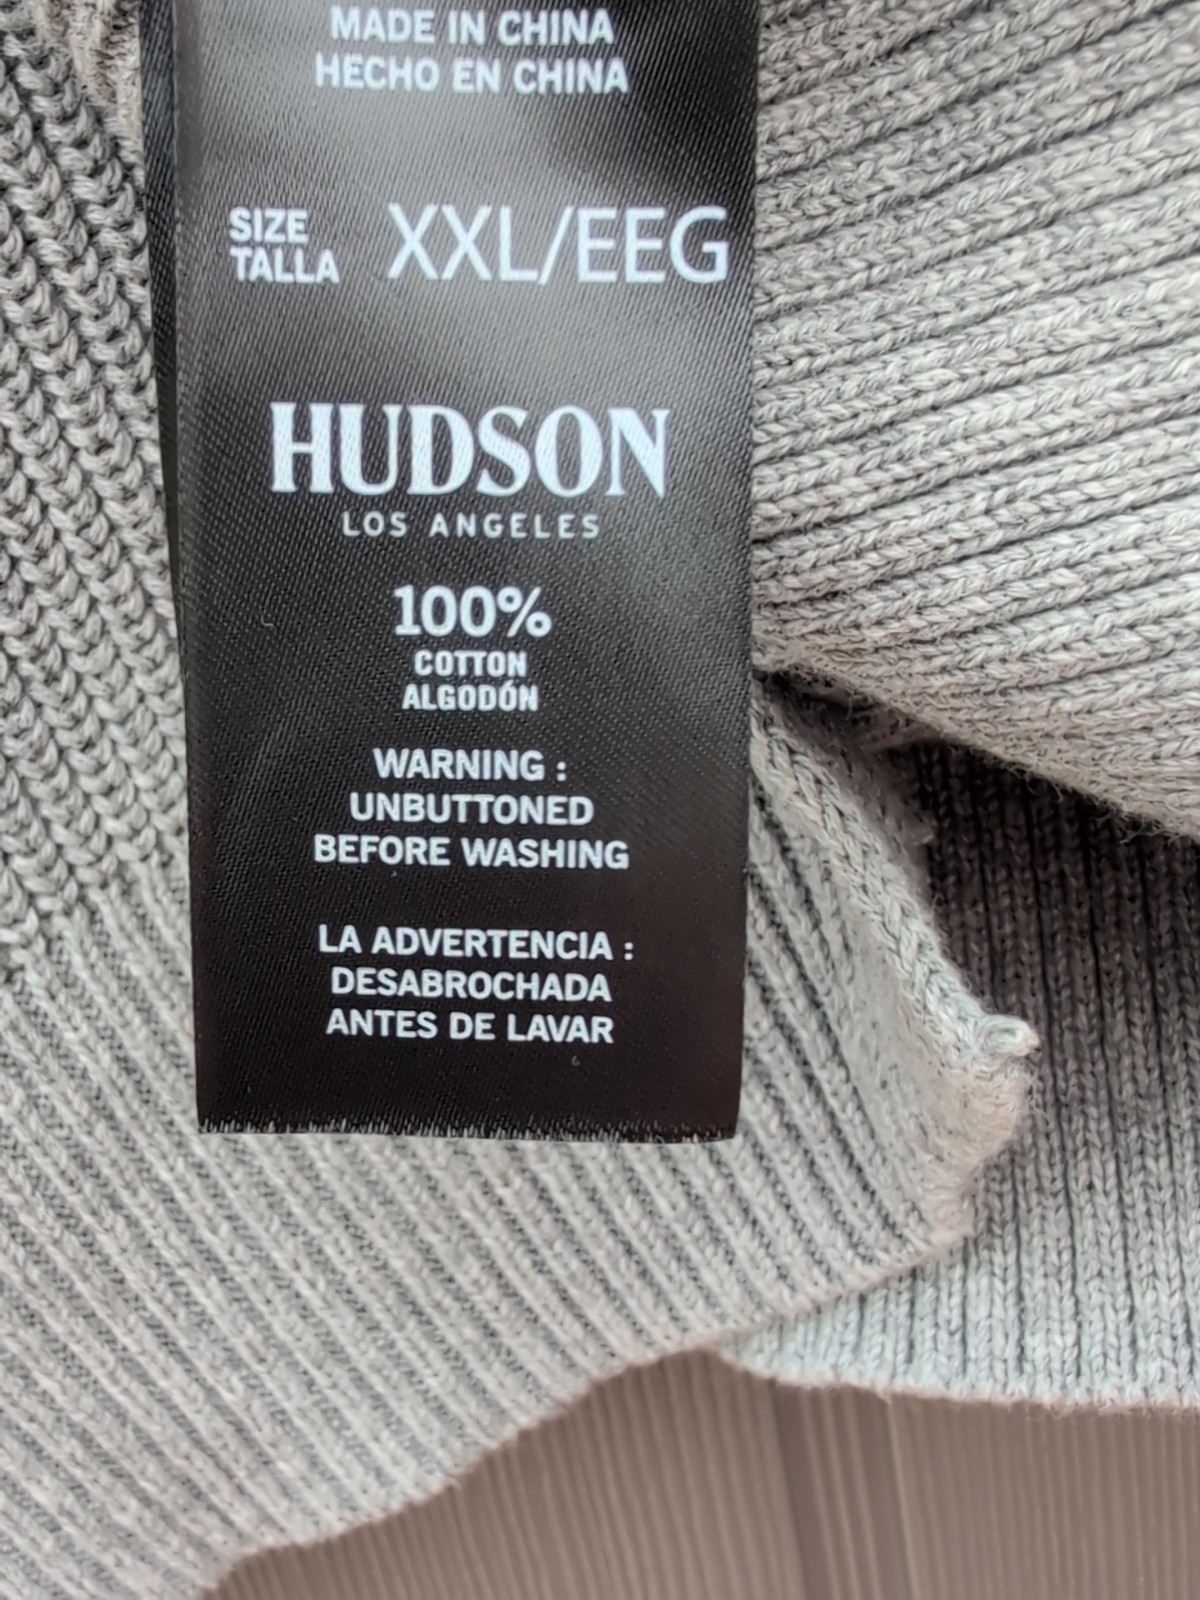 MADE IN CHINA
HECHO EN CHINA
SIZE
TALLA
XXL/EEG
HUDSON
LOS ANGELES
100%
COTTON
ALGODÓN
WARNING :
UNBUTTONED
BEFORE WASHING
LA ADVERTENCIA :
DESABROCHADA
ANTES DE LAVAR